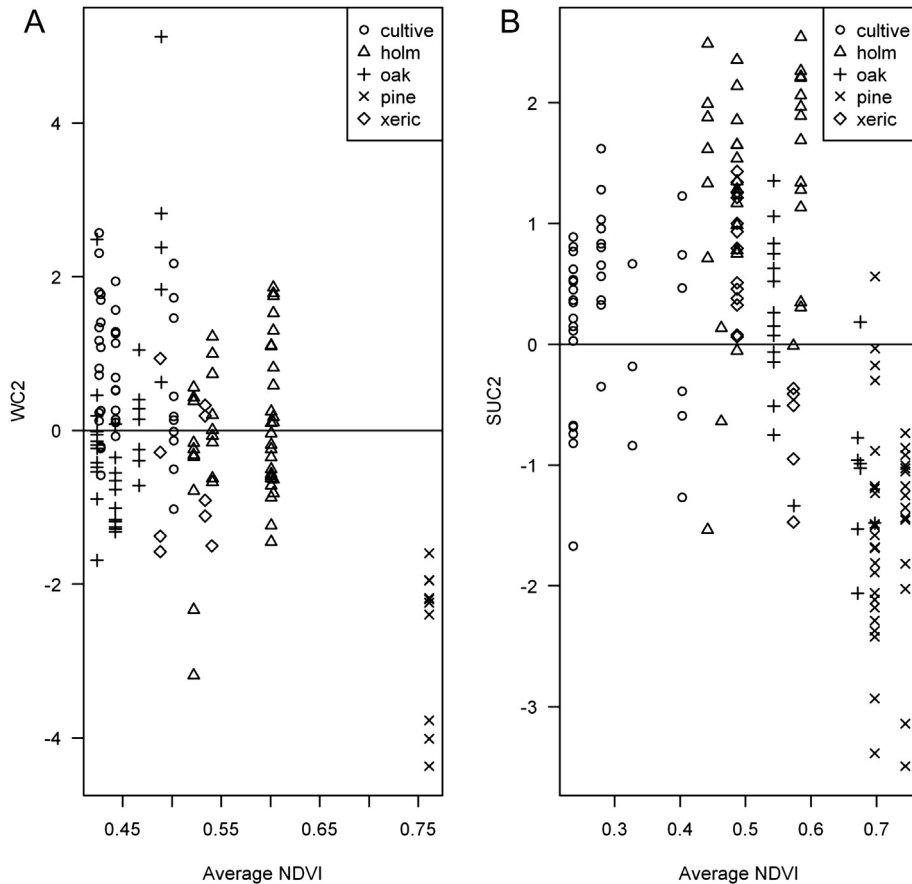 A
cultive
holm
oak
pine
xeric
4
2
0
-2
-4
WC2
0.45
0.55
0.65
0.75
Average NDVI
B
cultive
holm
oak
pine
xeric
2
1
0
-1
-2
-3
SUC2
0.3
0.4
0.5
0.6
0.7
Average NDVI